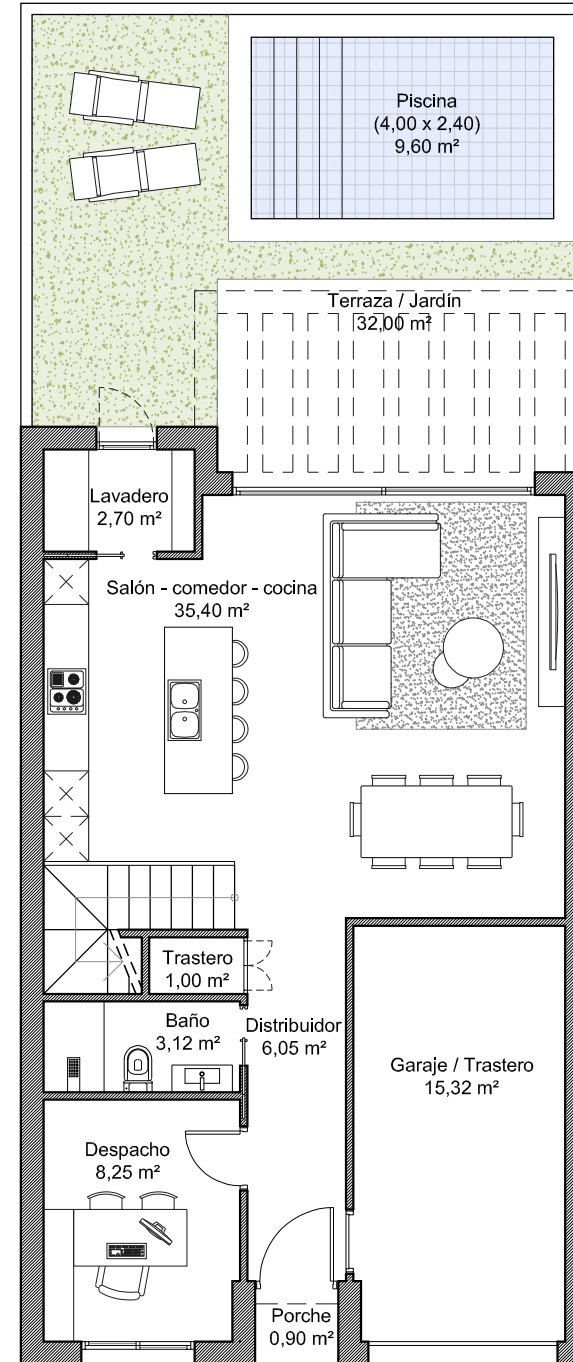 Piscina
(4,00 x 2,40)
9,60 m²
Terraza / Jardín
32,00 m²
Lavadero
2,70 m²
Salón - comedor - cocina
35,40 m²
Trastero
1,00 m²
Baño
3,12 m²
Distribuidor
6,05 m²
Garaje / Trastero
15,32 m²
Despacho
8,25 m²
Porche
0,90 m²